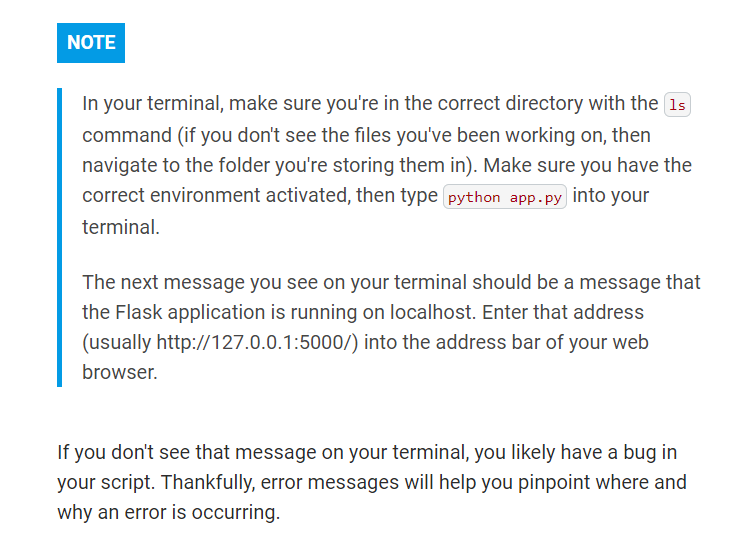 NOTE
In your terminal, make sure you're in the correct directory with the ls
command (if you don't see the files you've been working on, then
navigate to the folder you're storing them in). Make sure you have the
correct environment activated, then type python app.py into your
terminal.
The next message you see on your terminal should be a message that
the Flask application is running on localhost. Enter that address
(usually http://127.0.0.1:5000/) into the address bar of your web
browser.
If you don't see that message on your terminal, you likely have a bug in
your script. Thankfully, error messages will help you pinpoint where and
why an error is occurring.